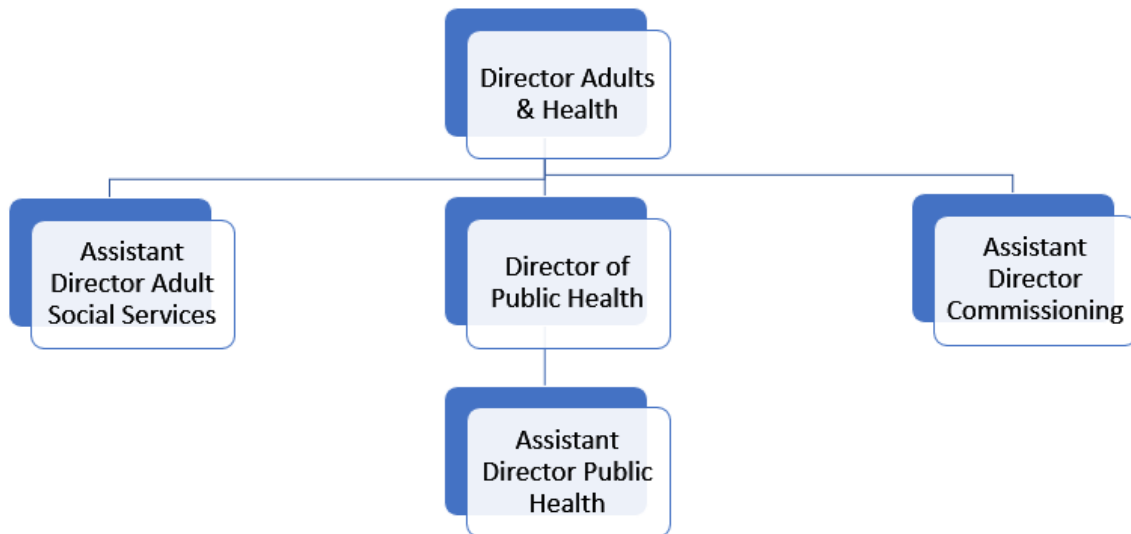 Director Adults
& Health
Assistant
Director Adult
Social Services
Director of
Public Health
Assistant
Director
Commissioning
Assistant
Director Public
Health